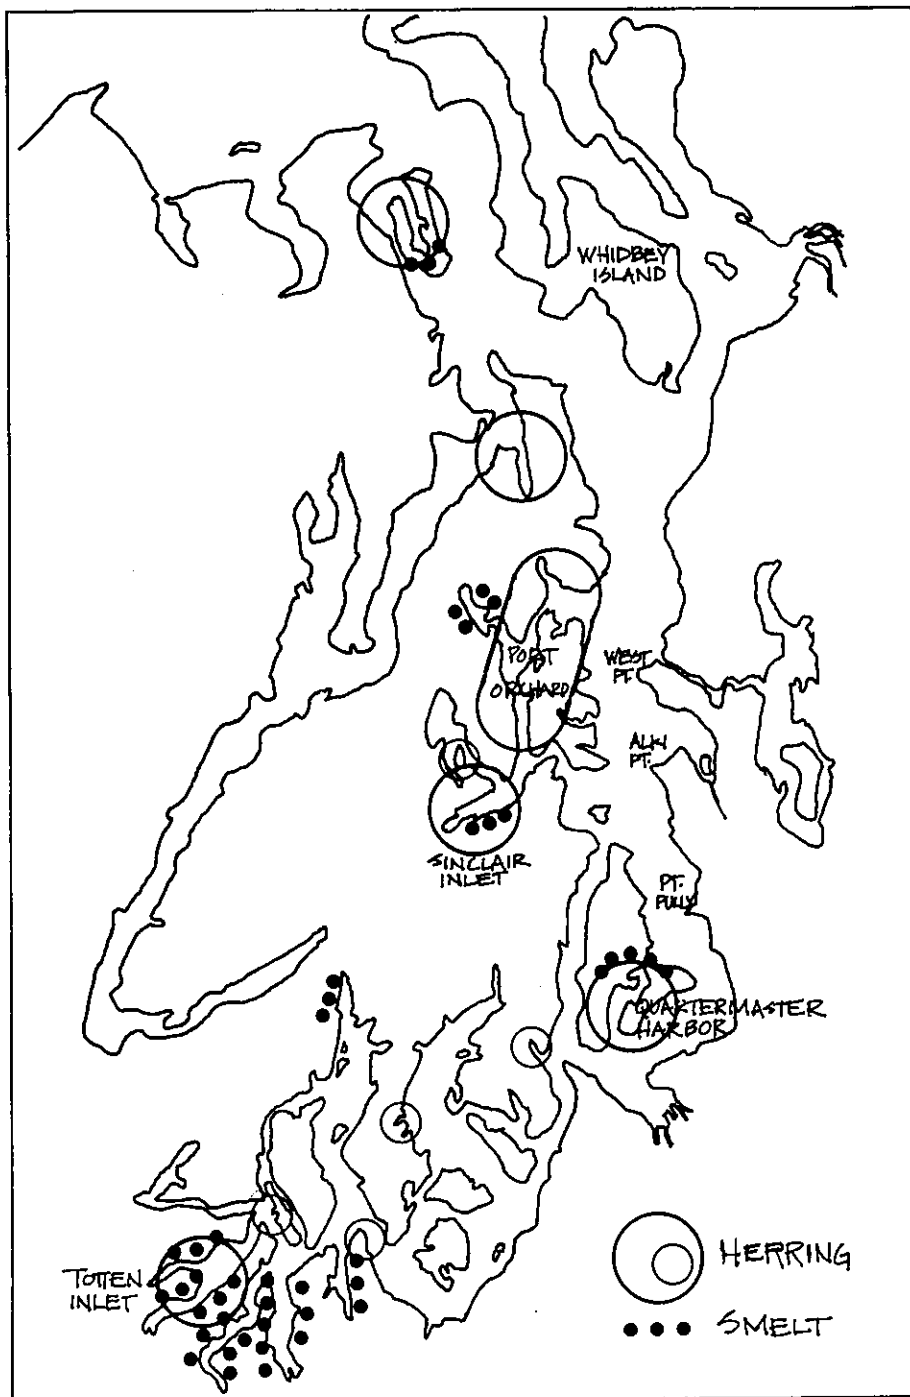 WHIDBEY
ISLAND
PORT
ORCHARD
WEST
PT.
ALKI
PT.
SINCLAIR
INLET
PT.
PULLY
QUARTERMASTER
HARBOR
TOTTEN
INLET
HERRING
SMELT